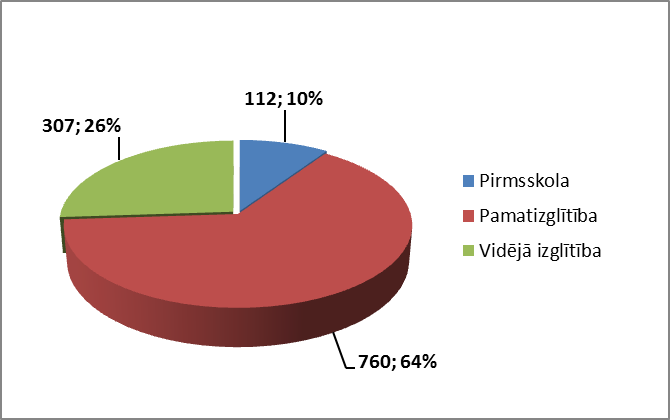 112; 10%
307; 26%
Pirmsskola
Pamatizglītība
Vidējā izglītība
760; 64%